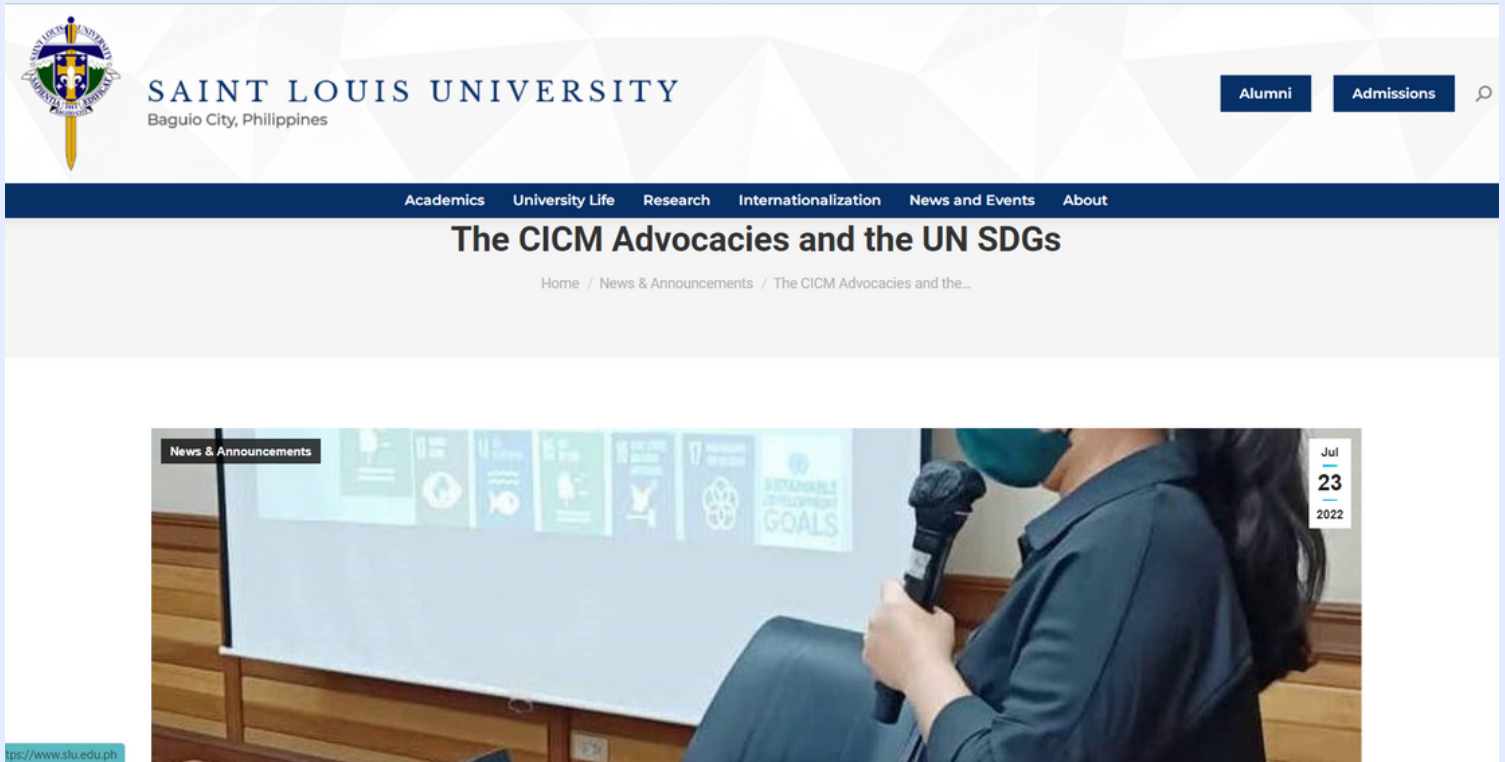 SAINT LOUIS UNIVERSITY
Baguio City, Philippines
Alumni
Admissions
Academics
University Life
Research
Internationalization
News and Events
About
The CICM Advocacies and the UN SDGs
Home / News & Announcements / The CICM Advocacies and the...
News & Announcements
Jul
23
2022
15
17
SUSTAINABLE
DEVELOPMENT
GOALS
tps://www.slu.edu.ph